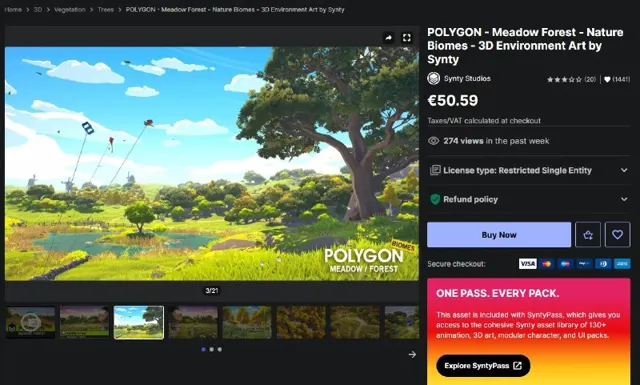 Home > 3D > Vegetation > Trees > POLYGON - Meadow Forest - Nature Biomes - 3D Environment Art by Synty
POLYGON - Meadow Forest - Nature
Biomes - 3D Environment Art by
Synty
Synty Studios
(20) | (1441)
€50.59
Taxes/VAT calculated at checkout
274 views in the past week
License type: Restricted Single Entity
Refund policy
Buy Now
Secure checkout: VISA
POLYGON
BIOMES
MEADOW / FOREST
3/21
ONE PASS. EVERY PACK.
This asset is included with SyntyPass, which gives you
access to the cohesive Synty asset library of 130+
animation, 3D art, modular character, and UI packs.
Explore SyntyPass